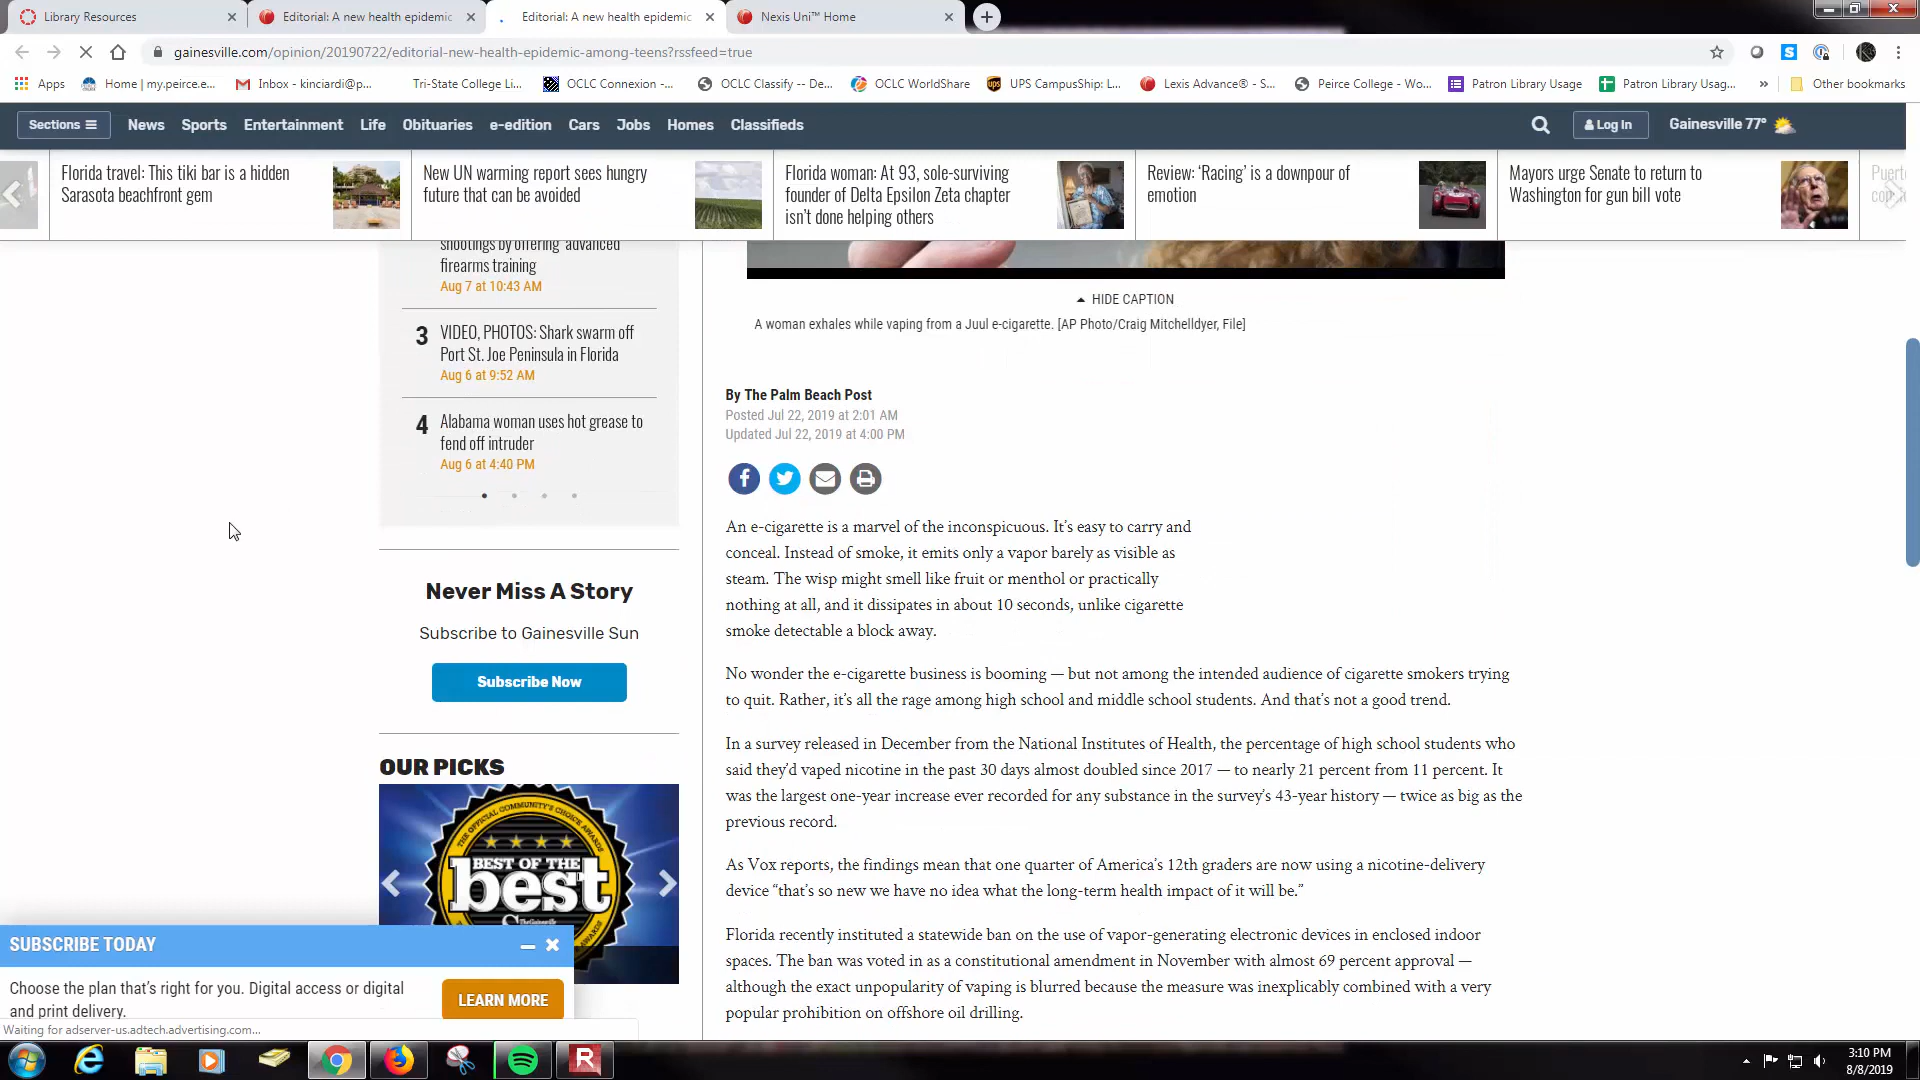 Library Resources
Editorial: A new health epidemic
Editorial: A new health epidemic
Nexis Uni™ Home
gainesville.com/opinion/20190722/editorial-new-health-epidemic-among-teens?rssfeed=true
Apps
Home | my.peirce.e...
Inbox - kinciardi@p...
Tri-State College Li...
OCLC Connexion -...
OCLC Classify -- De...
OCLC WorldShare
UPS CampusShip: L...
Lexis Advance® - S...
Peirce College - Wo...
Patron Library Usage
Patron Library Usag...
»
Other bookmarks
Sections
News
Sports
Entertainment
Life
Obituaries
e-edition
Cars
Jobs
Homes
Classifieds
Log In
Gainesville 77°
Florida travel: This tiki bar is a hidden
Sarasota beachfront gem
New UN warming report sees hungry
future that can be avoided
Florida woman: At 93, sole-surviving
founder of Delta Epsilon Zeta chapter
isn't done helping others
Review: 'Racing' is a downpour of
emotion
Mayors urge Senate to return to
Washington for gun bill vote
shootings by offering 'advanced'
firearms training
Aug 7 at 10:43 AM
3
VIDEO, PHOTOS: Shark swarm off
Port St. Joe Peninsula in Florida
Aug 6 at 9:52 AM
4
Alabama woman uses hot grease to
fend off intruder
Aug 6 at 4:40 PM
Never Miss A Story
Subscribe to Gainesville Sun
Subscribe Now
OUR PICKS
THE OFFICIAL COMMUNITY'S CHOICE AWARDS
BEST OF THE
best
SUBSCRIBE TODAY
Choose the plan that's right for you. Digital access or digital
and print delivery.
LEARN MORE
Waiting for adserver-us.adtech.advertising.com...
HIDE CAPTION
A woman exhales while vaping from a Juul e-cigarette. [AP Photo/Craig Mitchelldyer, File]
By The Palm Beach Post
Posted Jul 22, 2019 at 2:01 AM
Updated Jul 22, 2019 at 4:00 PM
An e-cigarette is a marvel of the inconspicuous. It's easy to carry and
conceal. Instead of smoke, it emits only a vapor barely as visible as
steam. The wisp might smell like fruit or menthol or practically
nothing at all, and it dissipates in about 10 seconds, unlike cigarette
smoke detectable a block away.
No wonder the e-cigarette business is booming — but not among the intended audience of cigarette smokers trying
to quit. Rather, it's all the rage among high school and middle school students. And that's not a good trend.
In a survey released in December from the National Institutes of Health, the percentage of high school students who
said they'd vaped nicotine in the past 30 days almost doubled since 2017 — to nearly 21 percent from 11 percent. It
was the largest one-year increase ever recorded for any substance in the survey's 43-year history — twice as big as the
previous record.
As Vox reports, the findings mean that one quarter of America's 12th graders are now using a nicotine-delivery
device "that's so new we have no idea what the long-term health impact of it will be."
Florida recently instituted a statewide ban on the use of vapor-generating electronic devices in enclosed indoor
spaces. The ban was voted in as a constitutional amendment in November with almost 69 percent approval —
although the exact unpopularity of vaping is blurred because the measure was inexplicably combined with a very
popular prohibition on offshore oil drilling.
3:10 PM
8/8/2019